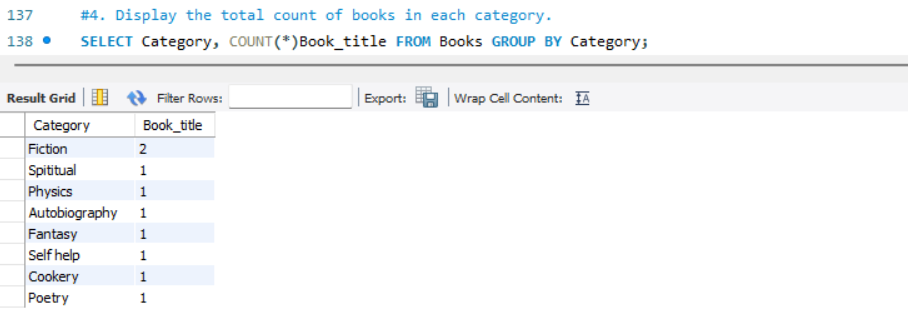 137 #4. Display the total count of books in each category.
138 SELECT Category, COUNT(*)Book_title FROM Books GROUP BY Category;
Result Grid Filter Rows: Export: Wrap Cell Content:
Category Book_title
Fiction 2
Spititual 1
Physics 1
Autobiography 1
Fantasy 1
Self help 1
Cookery 1
Poetry 1